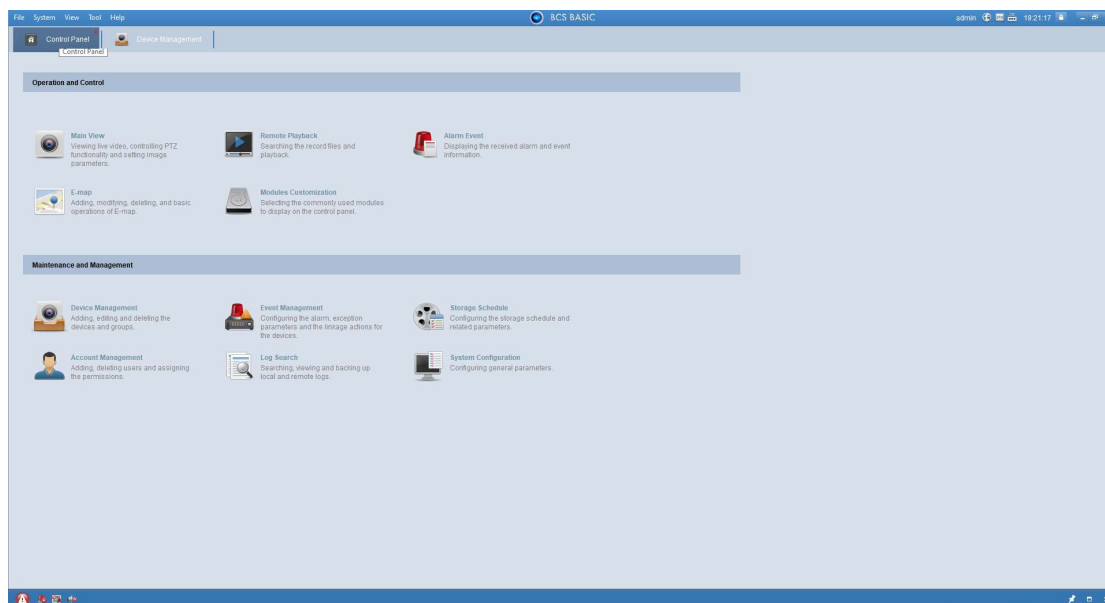 File System View Tool Help
BCS BASIC
admin 19:21:17
Control Panel
Device Management
Control Panel
Operation and Control
Main View
Viewing live video, controlling PTZ
functionality and setting image
parameters.
Remote Playback
Searching the record files and
playback.
Alarm Event
Displaying the received alarm and event
information.
E-map
Adding, modifying, deleting, and basic
operations of E-map.
Modules Customization
Selecting the commonly used modules
to display on the control panel.
Maintenance and Management
Device Management
Adding, editing and deleting the
devices and groups.
Event Management
Configuring the alarm, exception
parameters and the linkage actions for
the devices.
Storage Schedule
Configuring the storage schedule and
related parameters.
Account Management
Adding, deleting users and assigning
the permissions.
Log Search
Searching, viewing and backing up
local and remote logs.
System Configuration
Configuring general parameters.